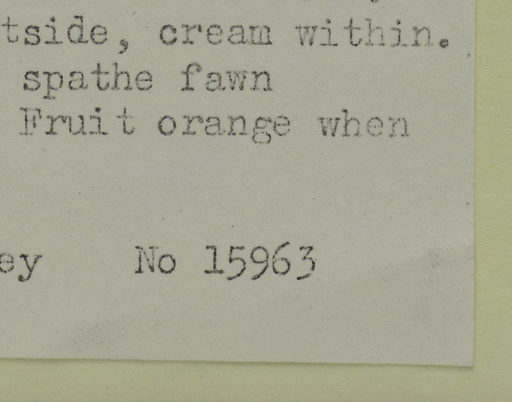 tside, cream within.
spathe fawn
Fruit orange when
ey No 15963